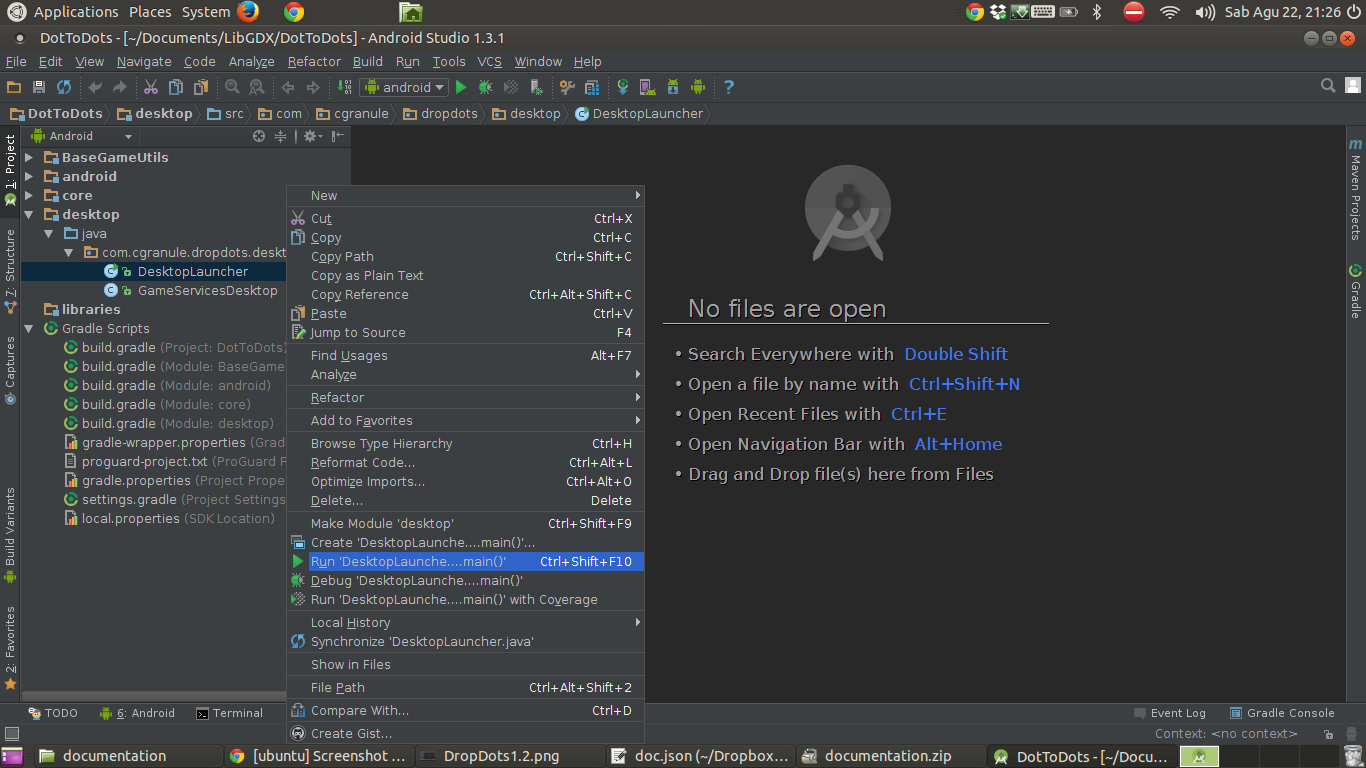 Applications Places System Sab Agu 22, 21:26
DotToDots - [~/Documents/LibGDX/DotToDots] - Android Studio 1.3.1
File Edit View Navigate Code Analyze Refactor Build Run Tools VCS Window Help
android
DotToDots desktop src com cgranule dropdots desktop DesktopLauncher
Android
BaseGameUtils
android
core
desktop
java
com.cgranule.dropdots.deskt
DesktopLauncher
GameServicesDesktop
libraries
Gradle Scripts
build.gradle (Project: DotToDots)
build.gradle (Module: BaseGame
build.gradle (Module: android)
build.gradle (Module: core)
build.gradle (Module: desktop)
gradle-wrapper.properties (Grad
proguard-project.txt (ProGuard R
gradle.properties (Project Prope
settings.gradle (Project Settings
local.properties (SDK Location)
1: Project
7: Structure
Captures
Build Variants
2: Favorites
New
Cut Ctrl+X
Copy Ctrl+C
Copy Path Ctrl+Shift+C
Copy as Plain Text
Copy Reference Ctrl+Alt+Shift+C
Paste Ctrl+V
Jump to Source F4
Find Usages Alt+F7
Analyze
Refactor
Add to Favorites
Browse Type Hierarchy Ctrl+H
Reformat Code... Ctrl+Alt+L
Optimize Imports... Ctrl+Alt+O
Delete... Delete
Make Module 'desktop' Ctrl+Shift+F9
Create 'DesktopLaunche....main()'...
Run 'DesktopLaunche....main()' Ctrl+Shift+F10
Debug 'DesktopLaunche....main()'
Run 'DesktopLaunche....main()' with Coverage
Local History
Synchronize 'DesktopLauncher.java'
Show in Files
File Path Ctrl+Alt+Shift+2
Compare With... Ctrl+D
Create Gist...
No files are open
• Search Everywhere with Double Shift
• Open a file by name with Ctrl+Shift+N
• Open Recent Files with Ctrl+E
• Open Navigation Bar with Alt+Home
• Drag and Drop file(s) here from Files
m
Maven Projects
Gradle
TODO 6: Android Terminal Event Log Gradle Console
Context: <no context>
documentation [ubuntu] Screenshot ... DropDots1.2.png doc.json (~/Dropbox... documentation.zip DotToDots - [~/Docu...